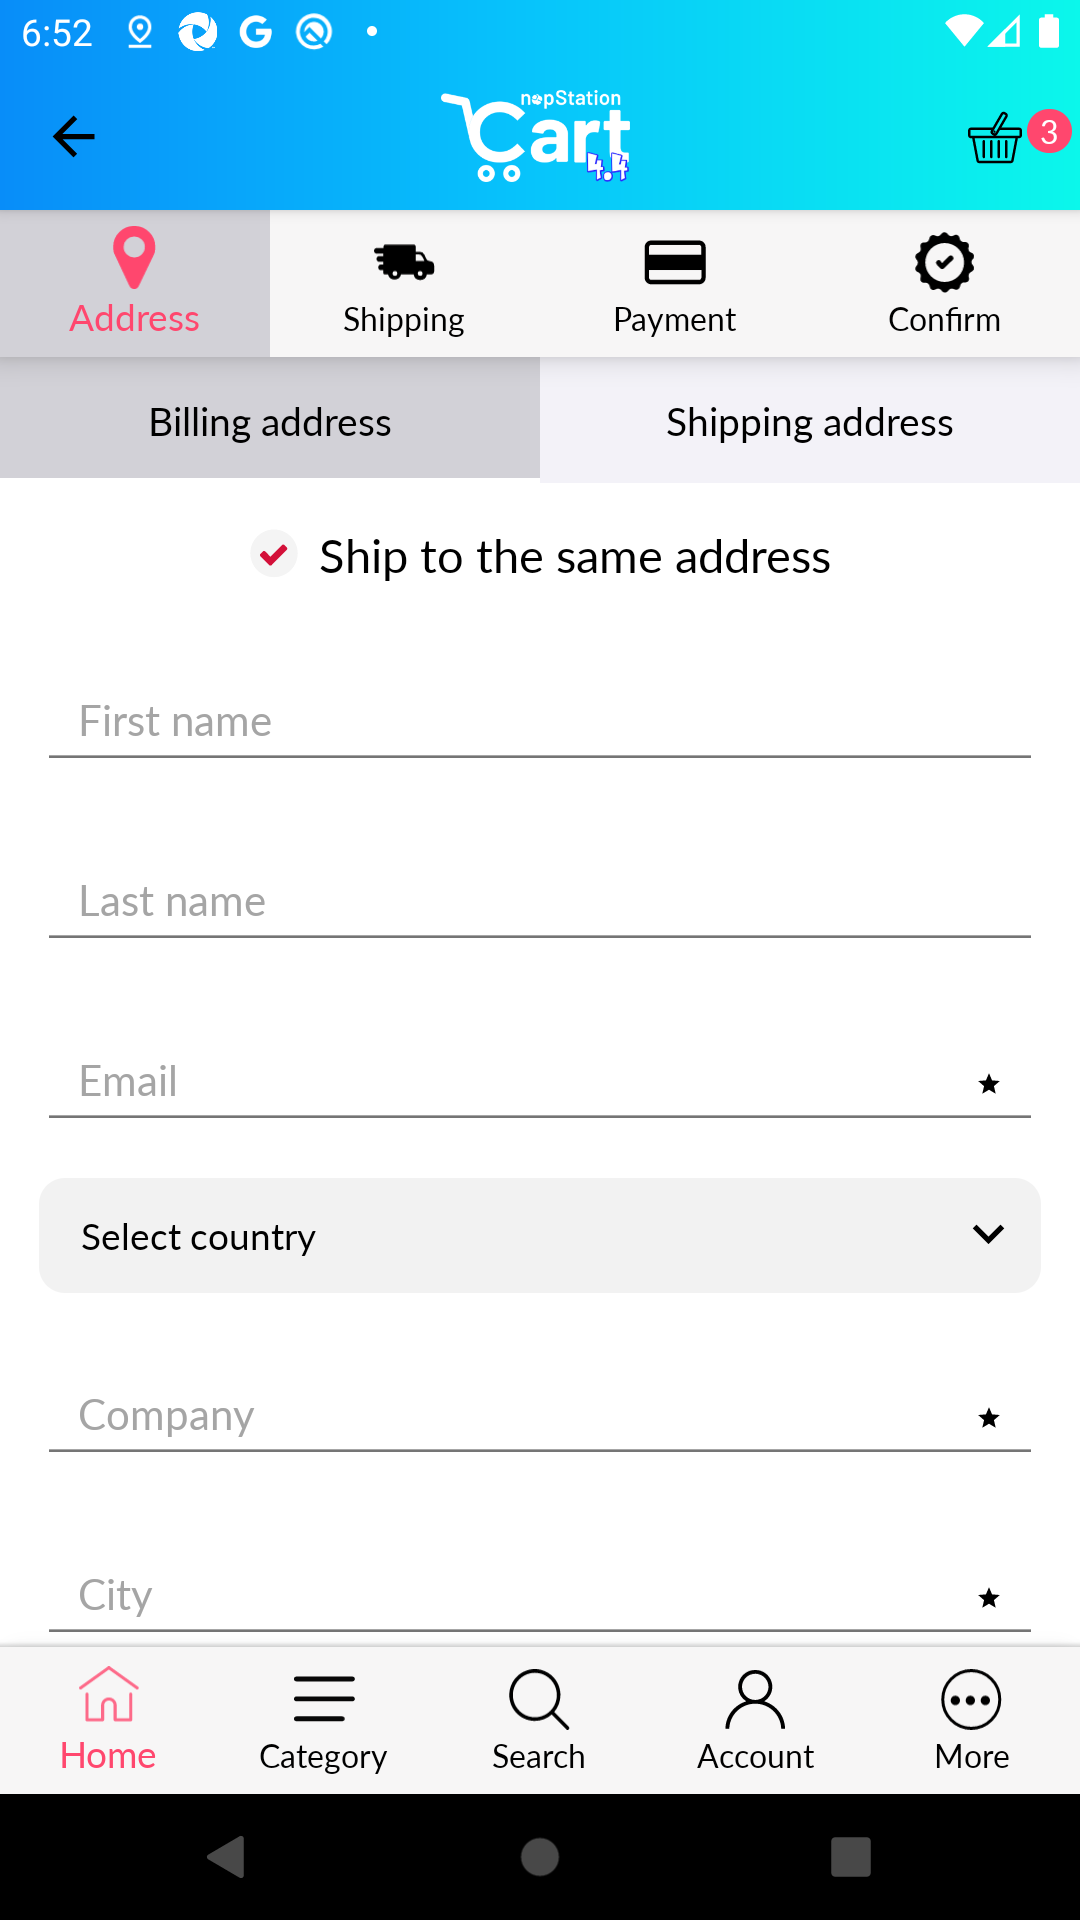 6:52
nopStation
Cart
4.4
3
Address
Shipping
Payment
Confirm
Billing address
Shipping address
Ship to the same address
First name
Last name
Email
Select country
Company
City
Home
Category
Search
Account
More